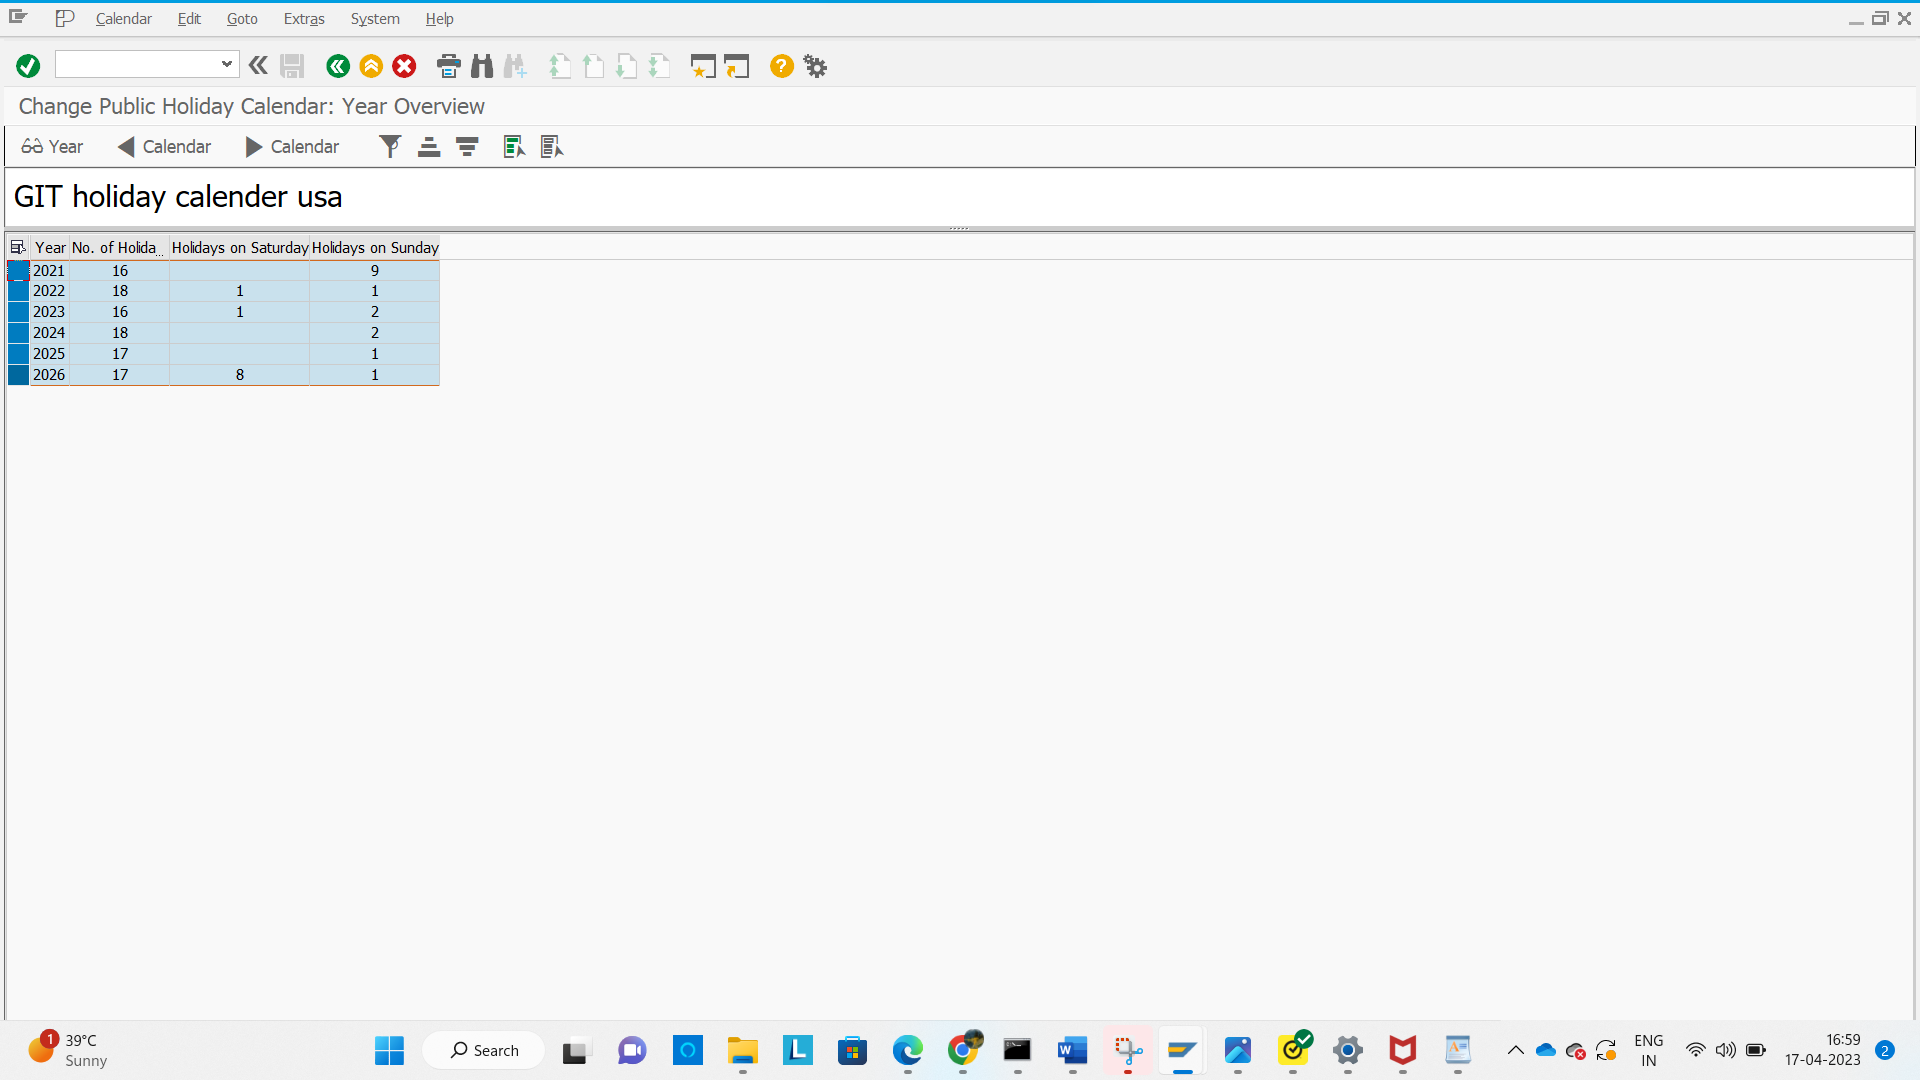 Calendar Edit Goto Extras System Help
Change Public Holiday Calendar: Year Overview
Year Calendar Calendar
GIT holiday calender usa
Year No. of Holida... Holidays on Saturday Holidays on Sunday
2021 16 9
2022 18 1 1
2023 16 1 2
2024 18 2
2025 17 1
2026 17 8 1
1 39°C
Sunny
Search
ENG
IN
16:59
17-04-2023
2